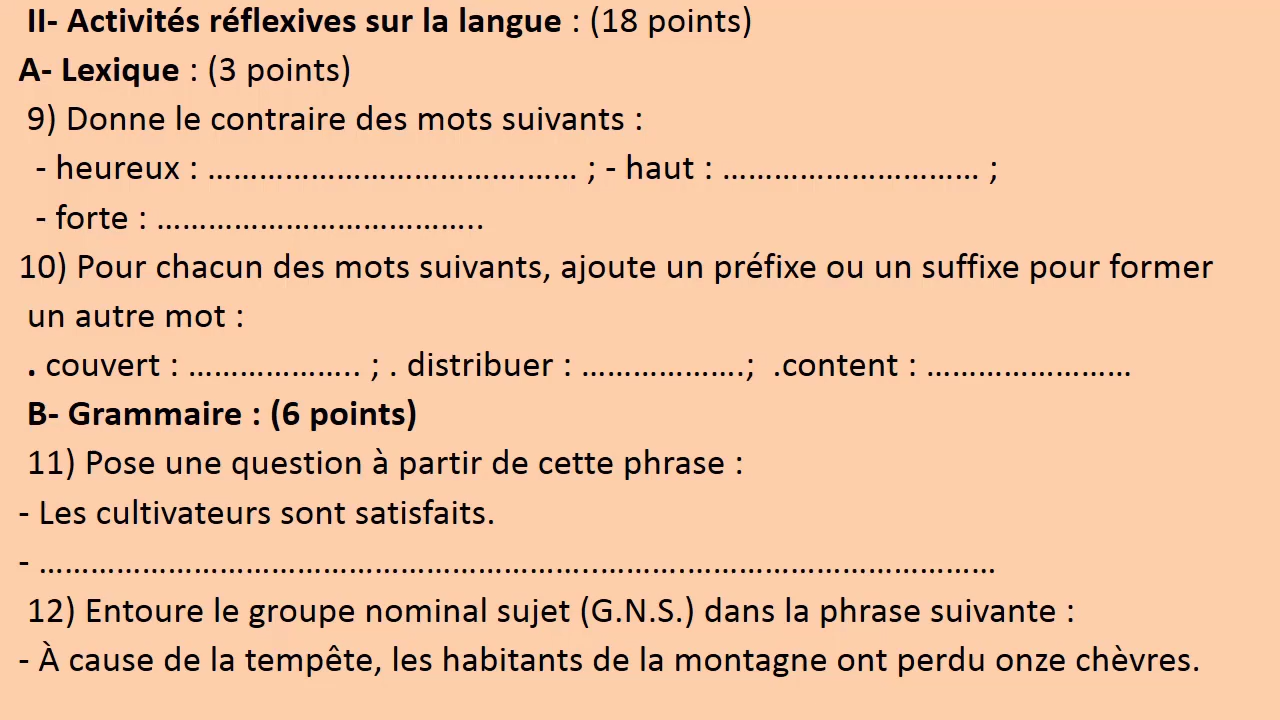 II- Activités réflexives sur la langue : (18 points)
A- Lexique : (3 points)
9) Donne le contraire des mots suivants :
- heureux : ……………………………….…… ; - haut : ………………………… ;
- forte : ………………………………..
10) Pour chacun des mots suivants, ajoute un préfixe ou un suffixe pour former
un autre mot :
. couvert : ……………….. ; . distribuer : ……………….; .content : ……………………
B- Grammaire : (6 points)
11) Pose une question à partir de cette phrase :
- Les cultivateurs sont satisfaits.
- ………………………………………………………..……….………………………………
12) Entoure le groupe nominal sujet (G.N.S.) dans la phrase suivante :
- À cause de la tempête, les habitants de la montagne ont perdu onze chèvres.